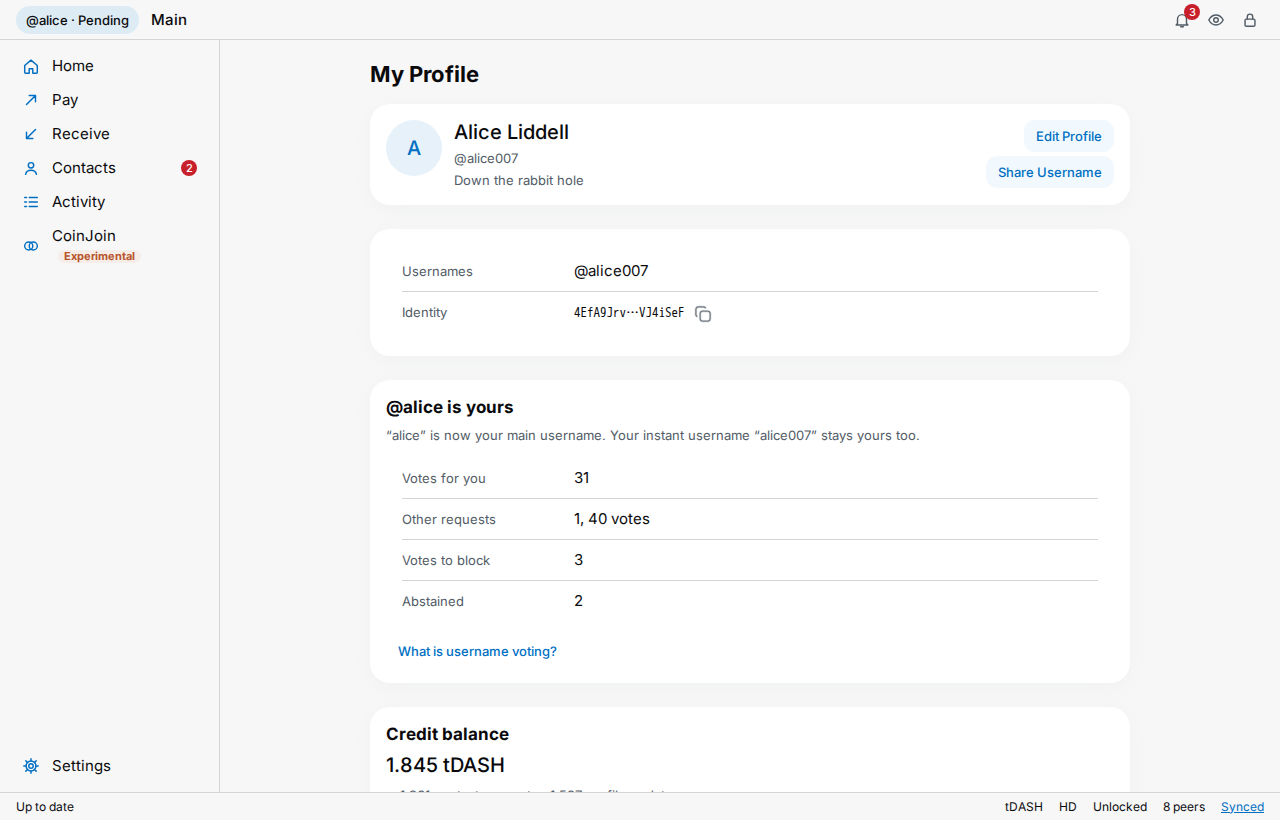 @alice · Pending Main 3
Home
Pay
Receive
Contacts 2
Activity
CoinJoin
Experimental
Settings
My Profile
A
Alice Liddell
@alice007
Down the rabbit hole
Edit Profile
Share Username
Usernames @alice007
Identity 4EfA9Jrv···VJ4iSeF
@alice is yours
“alice” is now your main username. Your instant username “alice007” stays yours too.
Votes for you 31
Other requests 1, 40 votes
Votes to block 3
Abstained 2
What is username voting?
Credit balance
1.845 tDASH
Up to date tDASH HD Unlocked 8 peers Synced